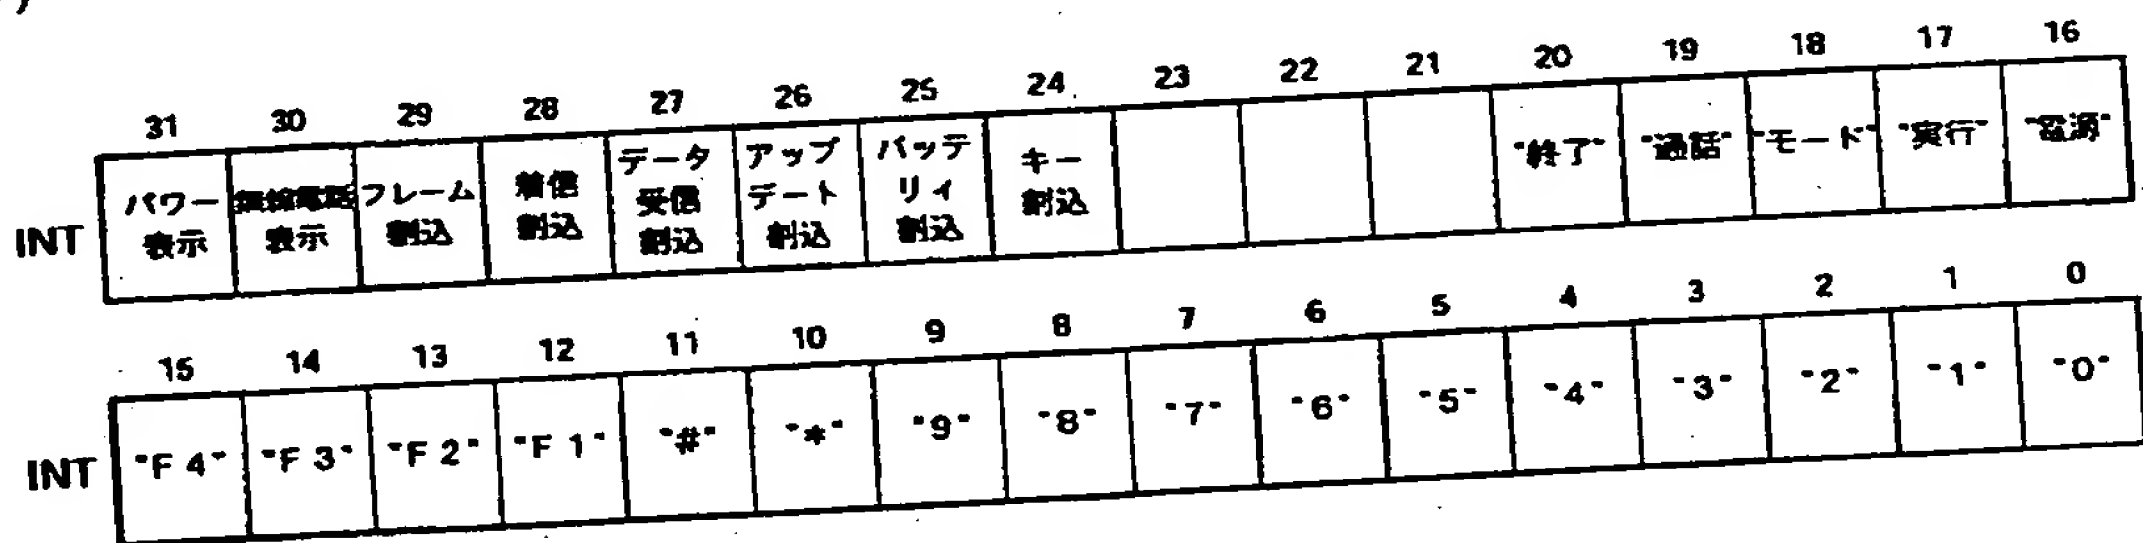 31 30 29 28 27 26 25 24 23 22 21 20 19 18 17 16
INT
パワー
表示
無線電話
表示
フレーム
割込
着信
割込
データ
受信
割込
アップ
デート
割込
バッテ
リィ
割込
キー
割込
"終了"
"通話"
"モード"
"実行"
"電源"
15 14 13 12 11 10 9 8 7 6 5 4 3 2 1 0
INT "F 4" "F 3" "F 2" "F 1" "#" "*" "9" "8" "7" "6" "5" "4" "3" "2" "1" "0"